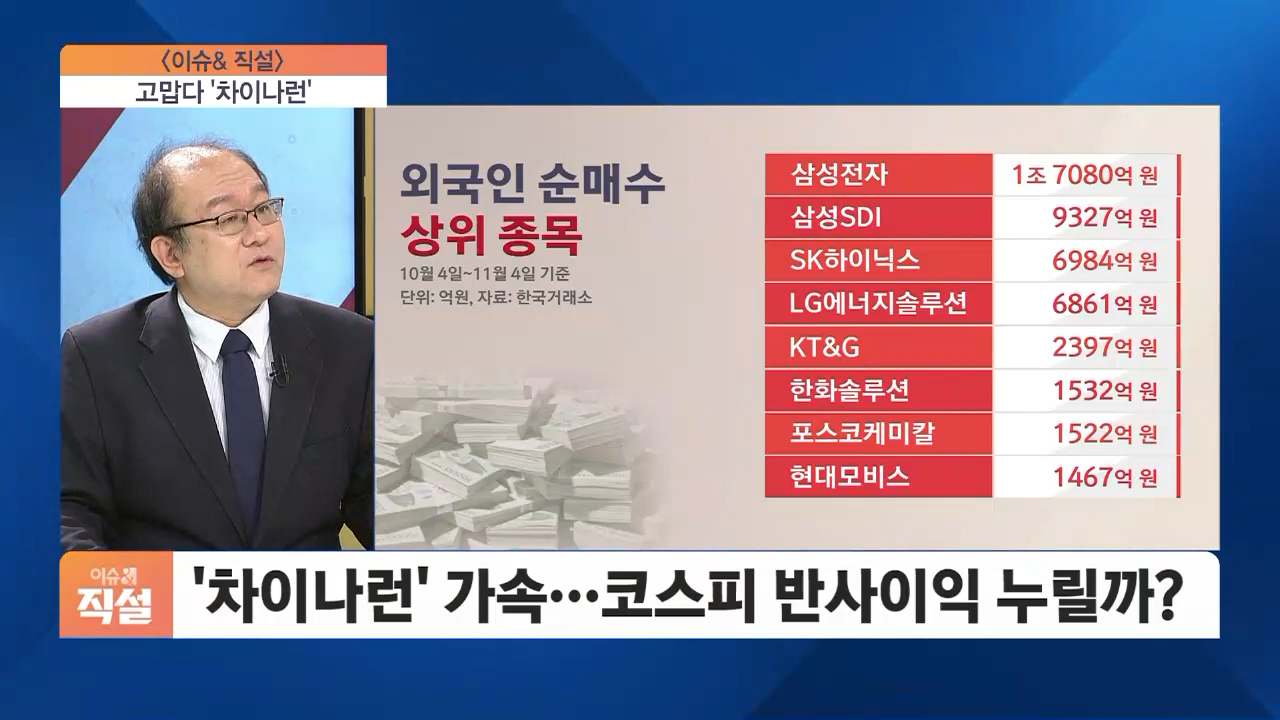 〈이슈& 직설〉
고맙다 '차이나런'
외국인 순매수
상위 종목
10월 4일~11월 4일 기준
단위: 억원, 자료: 한국거래소
삼성전자 1조 7080억 원
삼성SDI 9327억 원
SK하이닉스 6984억 원
LG에너지솔루션 6861억 원
KT&G 2397억 원
한화솔루션 1532억 원
포스코케미칼 1522억 원
현대모비스 1467억 원
이슈&
직설
'차이나런' 가속…코스피 반사이익 누릴까?